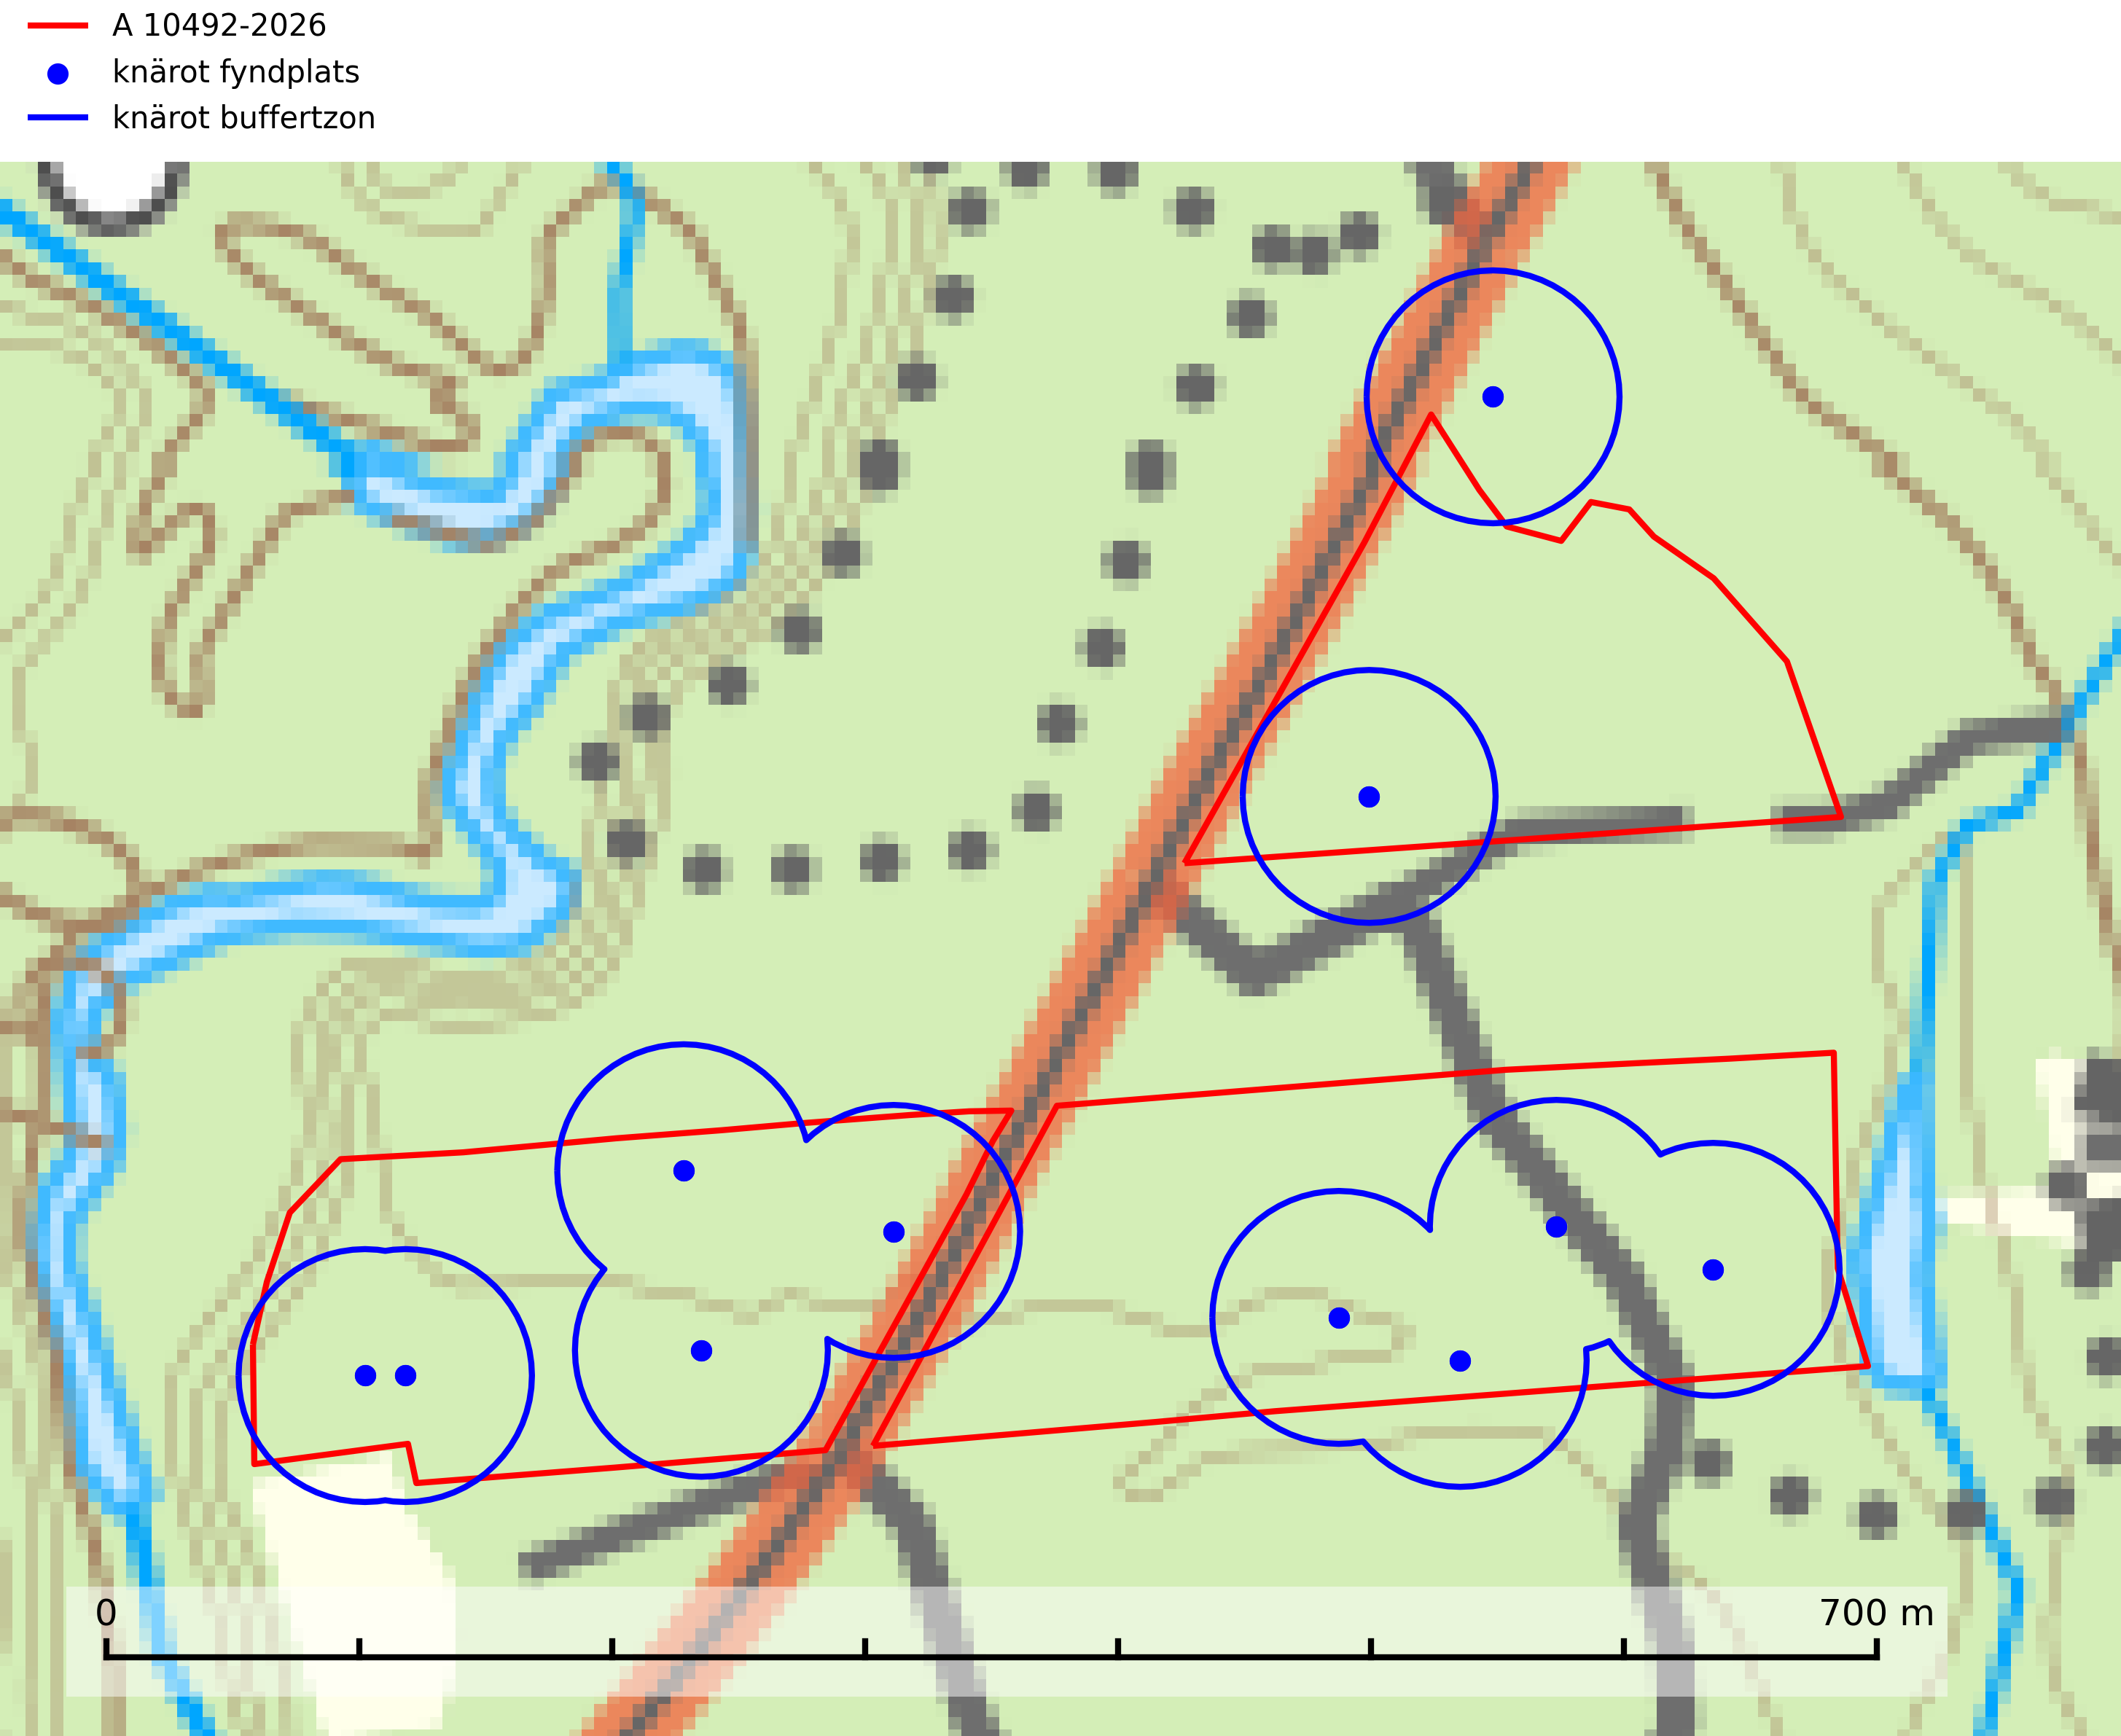 A 10492-2026
knärot fyndplats
knärot buffertzon
0
700 m